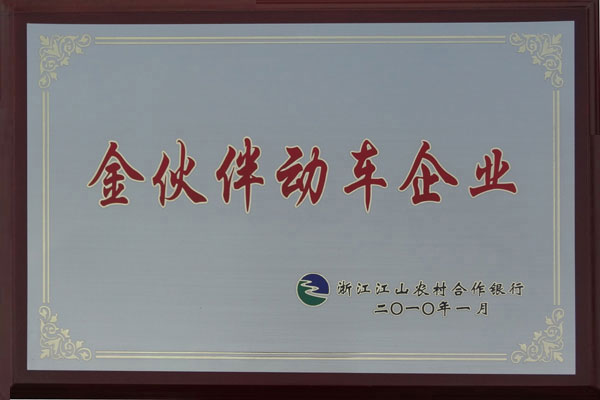 金伙伴动车企业
浙江江山农村合作银行
二〇一〇年一月